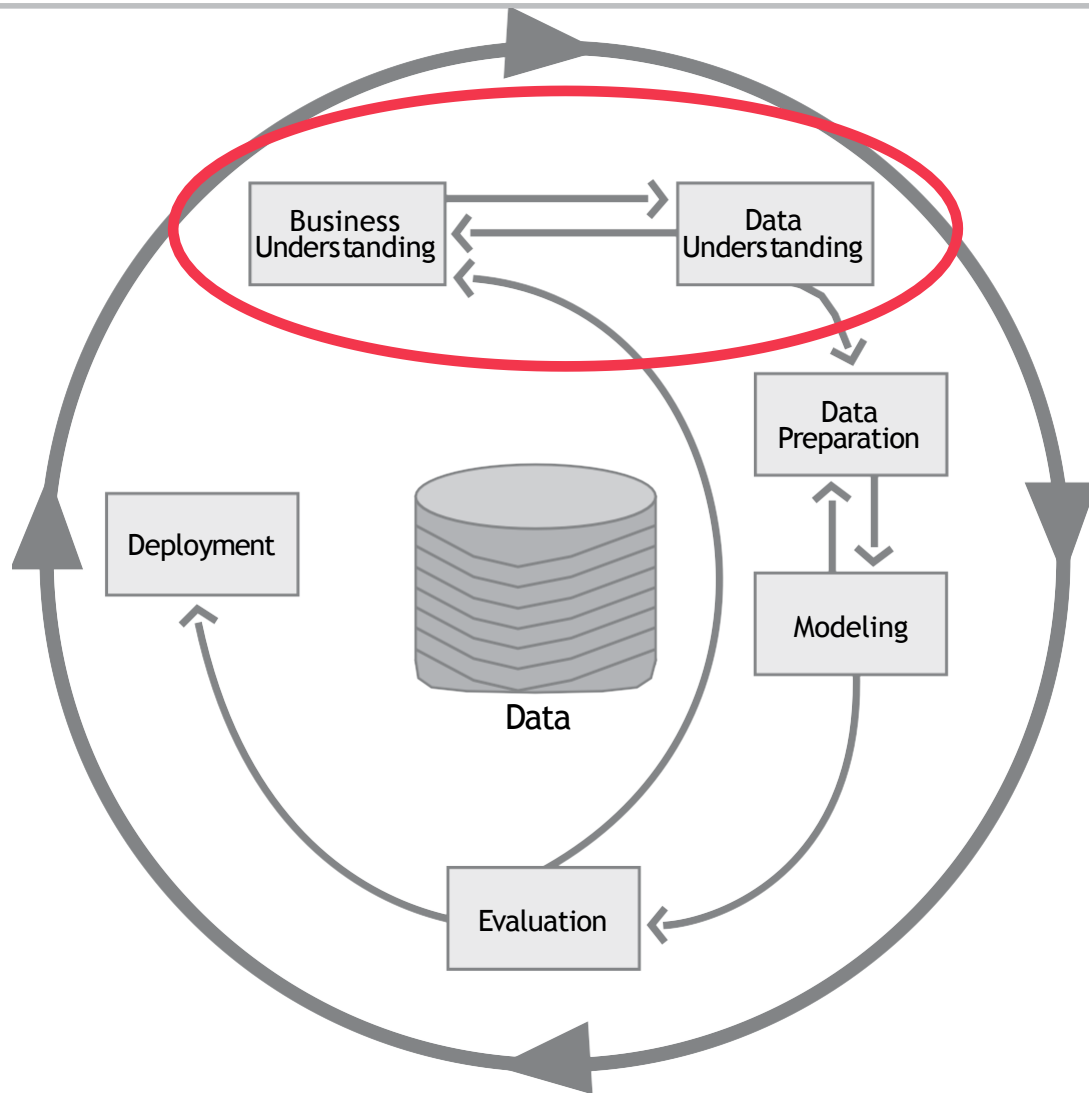 Business
Understanding
Data
Understanding
Data
Preparation
Deployment
Modeling
Data
Evaluation